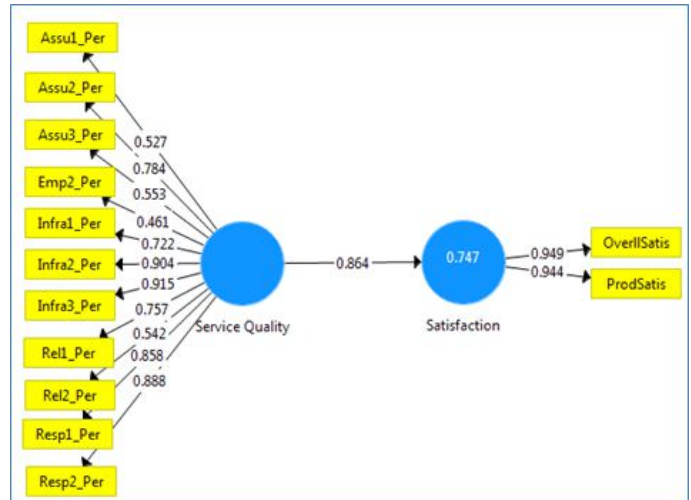 Assu1_Per
Assu2_Per
Assu3_Per
Emp2_Per
Infra1_Per
Infra2_Per
Infra3_Per
Rel1_Per
Rel2_Per
Resp1_Per
Resp2_Per
0.527
0.784
0.553
0.461
0.722
0.904
0.915
0.757
0.542
0.858
0.888
Service Quality
0.864
0.747
Satisfaction
0.949
0.944
OverllSatis
ProdSatis